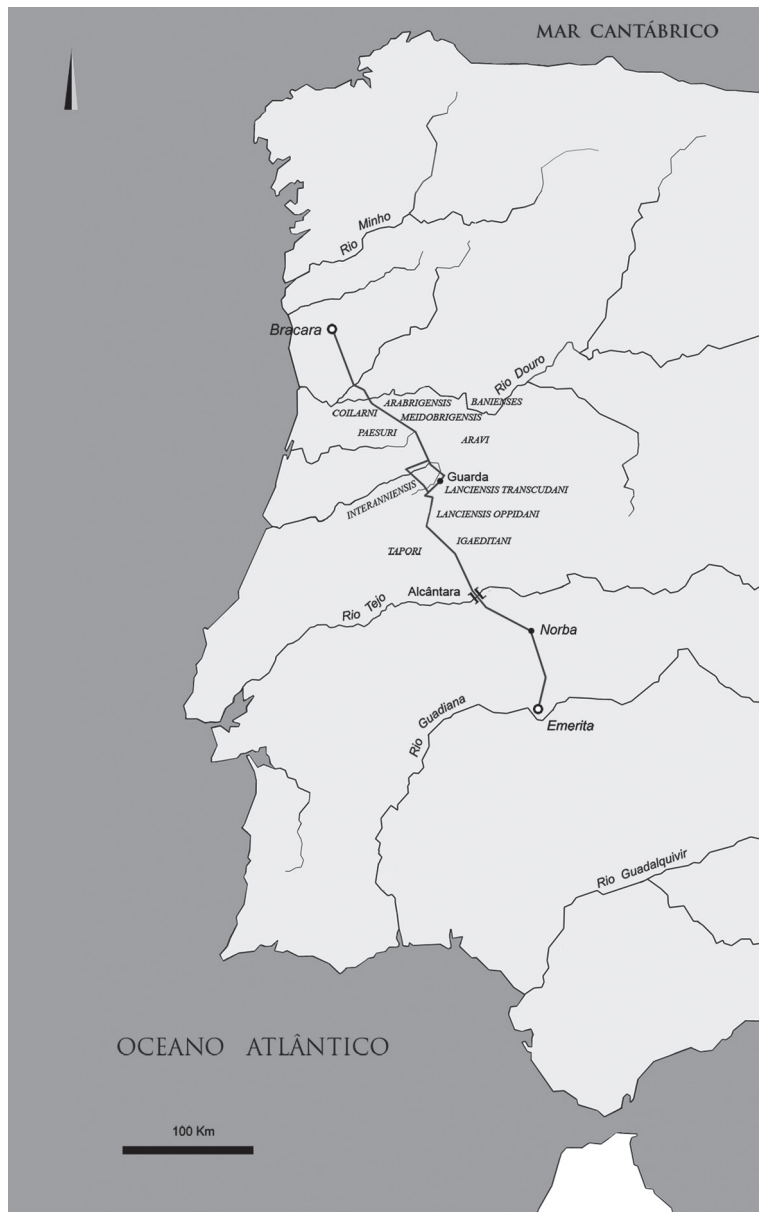 MAR CANTÁBRICO
Rio Minho
Bracara
Rio Douro
ARABRIGENSIS
BANIENSES
COILARNI
MEIDOBRIGENSIS
PAESURI
ARAVI
Guarda
LANCIENSIS TRANSCUDANI
INTERANNIENSIS
LANCIENSIS OPPIDANI
IGAEDITANI
TAPORI
Alcântara
Rio Tejo
Norba
Rio Guadiana
Emerita
Rio Guadalquivir
OCEANO ATLÂNTICO
100 Km